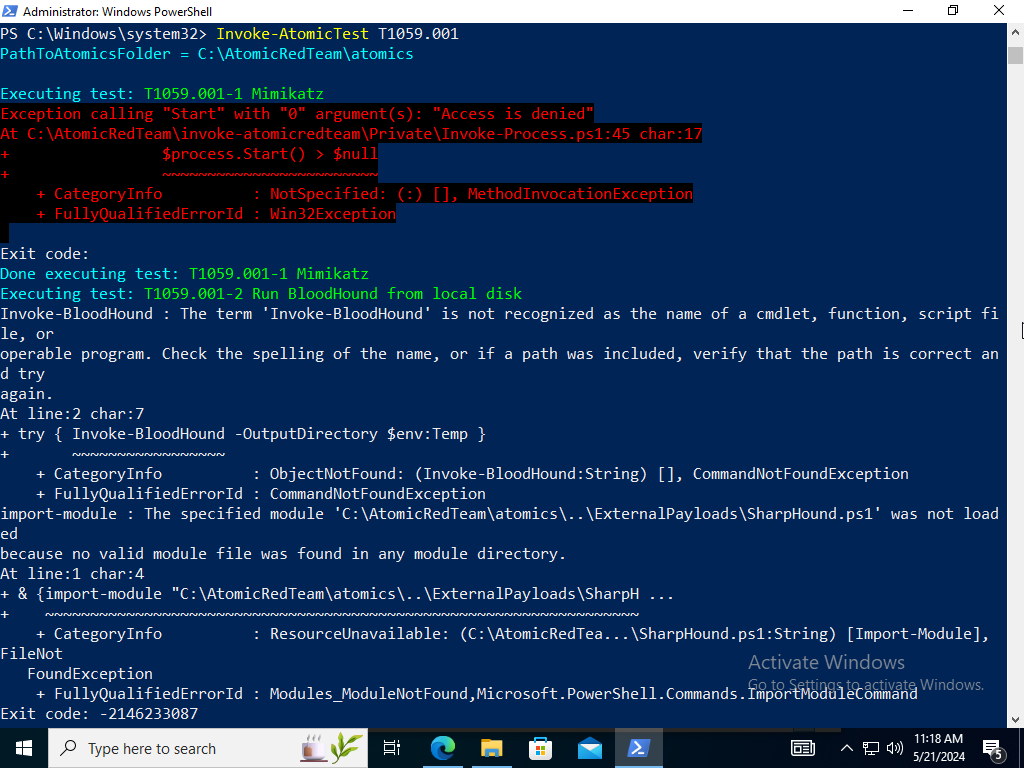 Administrator: Windows PowerShell
PS C:\Windows\system32> Invoke-AtomicTest T1059.001
PathToAtomicsFolder = C:\AtomicRedTeam\atomics
Executing test: T1059.001-1 Mimikatz
Exception calling "Start" with "0" argument(s): "Access is denied"
At C:\AtomicRedTeam\invoke-atomicredteam\Private\Invoke-Process.ps1:45 char:17
+                 $process.Start() > $null
+                 ~~~~~~~~~~~~~~~~~~~~~~~~
    + CategoryInfo          : NotSpecified: (:) [], MethodInvocationException
    + FullyQualifiedErrorId : Win32Exception
Exit code:
Done executing test: T1059.001-1 Mimikatz
Executing test: T1059.001-2 Run BloodHound from local disk
Invoke-BloodHound : The term 'Invoke-BloodHound' is not recognized as the name of a cmdlet, function, script fi
le, or
operable program. Check the spelling of the name, or if a path was included, verify that the path is correct an
d try
again.
At line:2 char:7
+ try { Invoke-BloodHound -OutputDirectory $env:Temp }
+       ~~~~~~~~~~~~~~~~~
    + CategoryInfo          : ObjectNotFound: (Invoke-BloodHound:String) [], CommandNotFoundException
    + FullyQualifiedErrorId : CommandNotFoundException
import-module : The specified module 'C:\AtomicRedTeam\atomics\..\ExternalPayloads\SharpHound.ps1' was not load
ed
because no valid module file was found in any module directory.
At line:1 char:4
+ & {import-module "C:\AtomicRedTeam\atomics\..\ExternalPayloads\SharpH ...
+    ~~~~~~~~~~~~~~~~~~~~~~~~~~~~~~~~~~~~~~~~~~~~~~~~~~~~~~~~~~~~~~~~~~
    + CategoryInfo          : ResourceUnavailable: (C:\AtomicRedTea...\SharpHound.ps1:String) [Import-Module],
FileNot
   FoundException
    + FullyQualifiedErrorId : Modules_ModuleNotFound,Microsoft.PowerShell.Commands.ImportModuleCommand
Exit code: -2146233087
Activate Windows
Go to Settings to activate Windows.
Type here to search
11:18 AM
5/21/2024
5